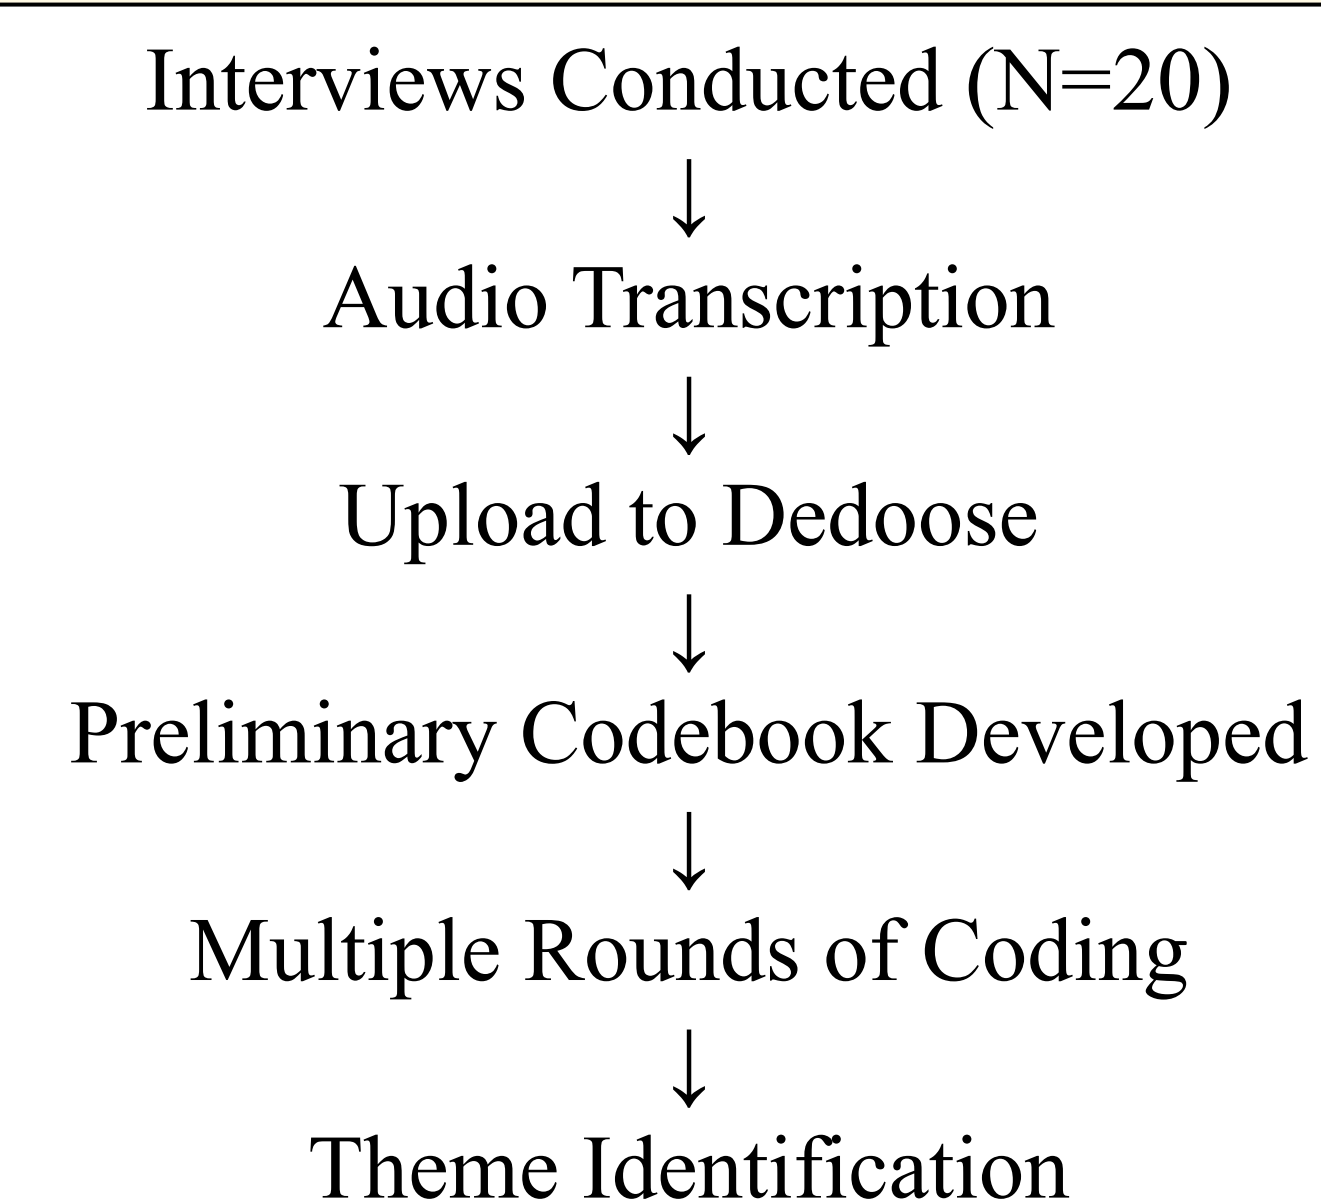 Interviews Conducted (N=20)
↓
Audio Transcription
↓
Upload to Dedoose
↓
Preliminary Codebook Developed
↓
Multiple Rounds of Coding
↓
Theme Identification